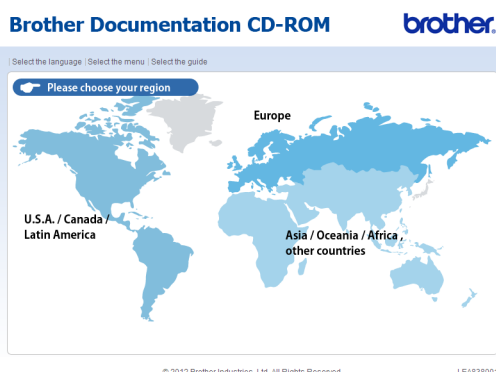 Brother Documentation CD-ROM
brother
| Select the language | Select the menu | Select the guide
Please choose your region
Europe
U.S.A. / Canada /
Latin America
Asia / Oceania / Africa ,
other countries
© 2012 Brother Industries, Ltd. All Rights Reserved.